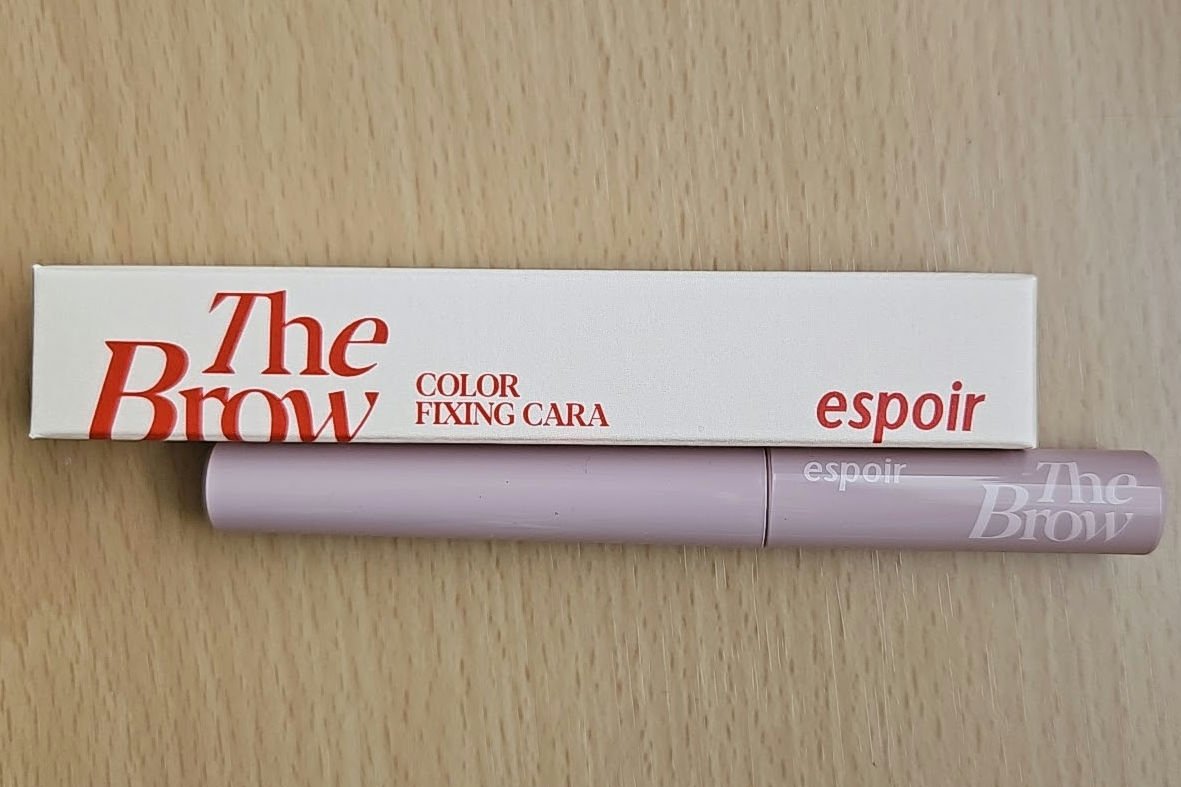 The
Brow
COLOR
FIXING CARA
espoir
espoir
The
Brow